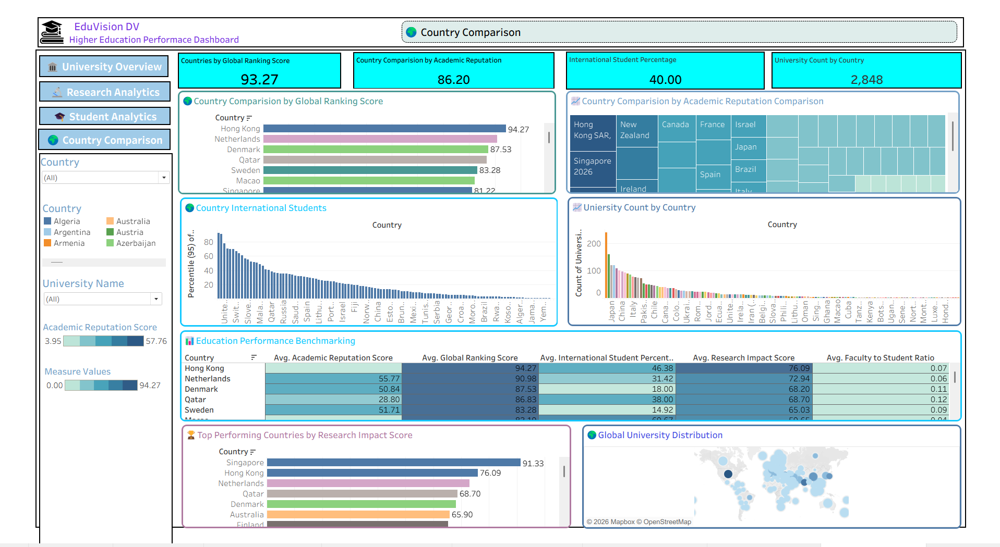 EduVision DV
Higher Education Performace Dashboard
Country Comparison
University Overview
Research Analytics
Student Analytics
Country Comparison
Country
(All)
Country
Algeria
Australia
Argentina
Austria
Armenia
Azerbaijan
University Name
(All)
Academic Reputation Score
3.95
57.76
Measure Values
0.00
94.27
Countries by Global Ranking Score
93.27
Country Comparision by Academic Reputation
86.20
International Student Percentage
40.00
University Count by Country
2,848
Country Comparision by Global Ranking Score
Country
Hong Kong
94.27
Netherlands
Denmark
87.53
Qatar
Sweden
83.28
Macao
Singapore
81.22
Country Comparision by Academic Reputation Comparison
Hong
Kong SAR,
Singapore
2026
New
Zealand
Ireland
Canada
France
Spain
Israel
Japan
Brazil
Italy
Country International Students
Country
Percentile (95) of..
80
60
40
20
Unite..
Swit..
Slove..
Mala..
Qatar
Russia
Saud..
Spain
Lithu..
Port..
Israel
Fiji
Norw..
China
Esto..
Brun..
Mexi..
Tunis..
Serbia
Geor..
Croa..
Moro..
Brazil
Rwa..
Koso..
Alger..
Jama..
Yem..
Uniersity Count by Country
Country
Count of Universi..
200
100
0
Japan
China
Italy
Pakis..
Chile
Cana..
Colo..
Ukrai..
Rom..
Jord..
Ecua..
Unite..
Irela..
Iran (..
Belgi..
Slova..
Phili..
Lithu..
Oman
Sing..
Ghana
Macao
Cuba
Tanz..
Kenya
Bots..
Ugan..
Sene..
Nort..
Mont..
Luxe..
Hond..
Education Performance Benchmarking
Country Avg. Academic Reputation Score Avg. Global Ranking Score Avg. International Student Percent.. Avg. Research Impact Score Avg. Faculty to Student Ratio
Hong Kong 94.27 46.38 76.09 0.07
Netherlands 55.77 90.98 31.42 72.94 0.06
Denmark 50.84 87.53 18.00 68.20 0.11
Qatar 28.80 86.83 38.00 68.70 0.12
Sweden 51.71 83.28 14.92 65.03 0.09
Top Performing Countries by Research Impact Score
Country
Singapore
91.33
Hong Kong
76.09
Netherlands
Qatar
68.70
Denmark
Australia
65.90
Finland
Global University Distribution
© 2026 Mapbox © OpenStreetMap